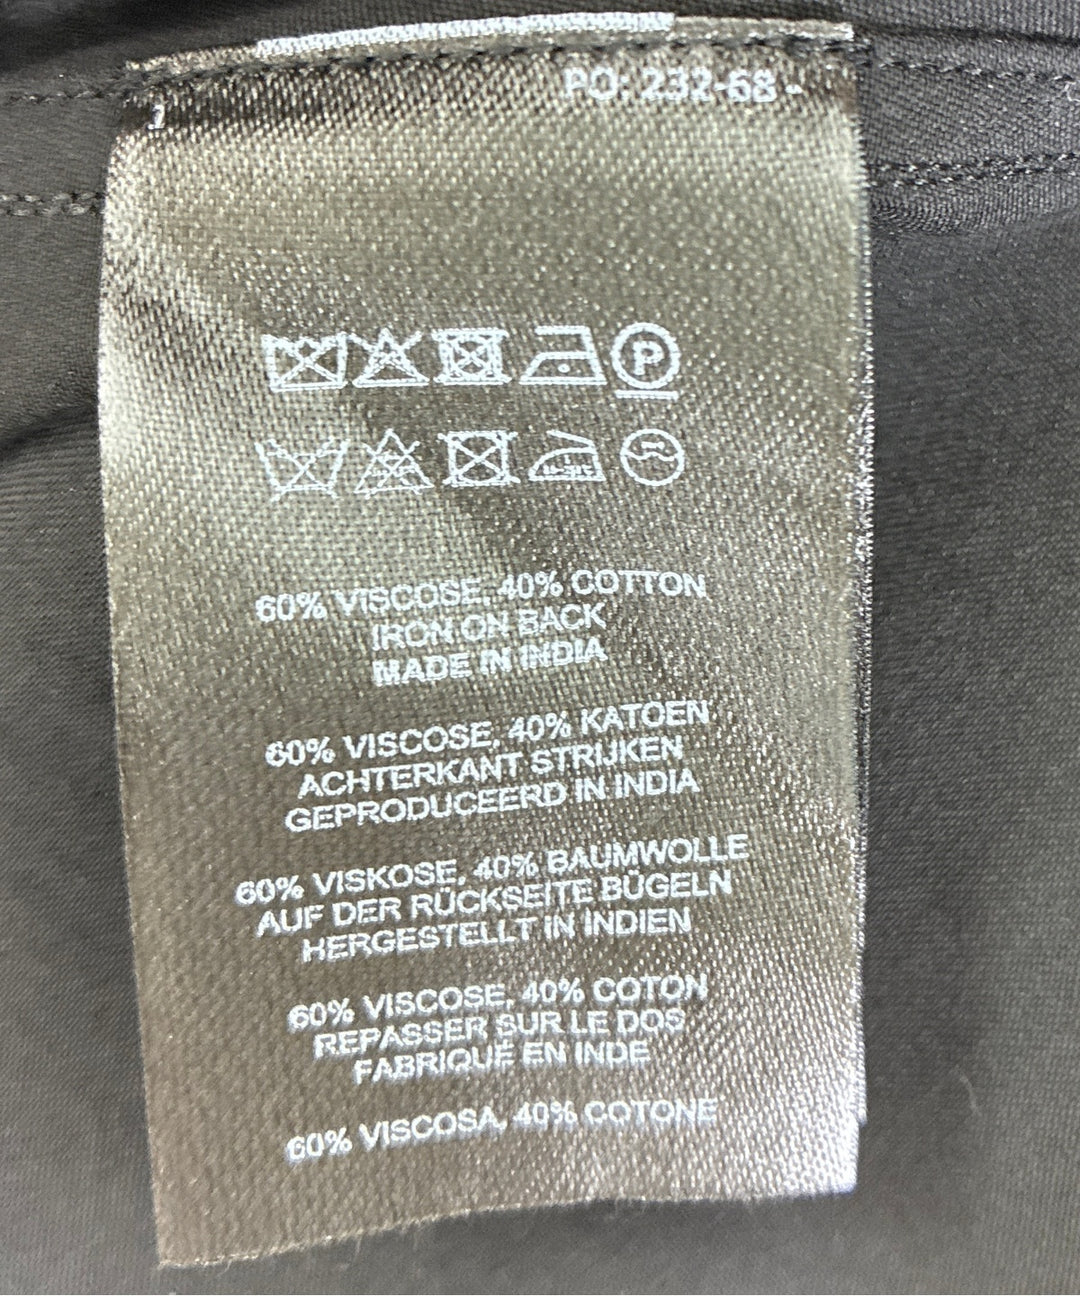 PO: 232-68 -
P
60% VISCOSE, 40% COTTON
IRON ON BACK
MADE IN INDIA
60% VISCOSE, 40% KATOEN
ACHTERKANT STRIJKEN
GEPRODUCEERD IN INDIA
60% VISKOSE, 40% BAUMWOLLE
AUF DER RÜCKSEITE BÜGELN
HERGESTELLT IN INDIEN
60% VISCOSE, 40% COTON
REPASSER SUR LE DOS
FABRIQUÉ EN INDE
60% VISCOSA, 40% COTONE